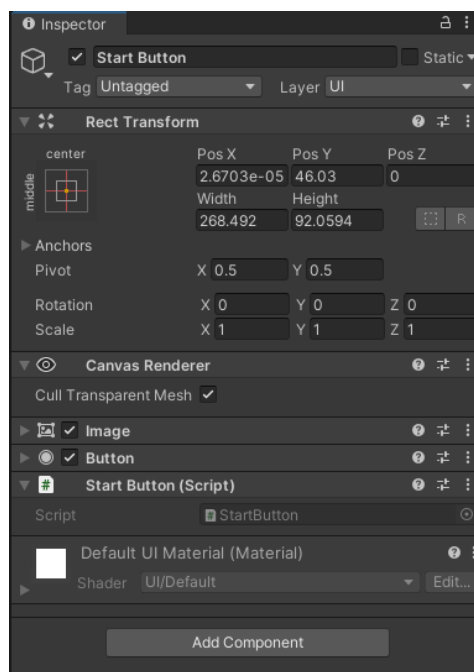 Inspector
Start Button Static
Tag Untagged Layer UI
Rect Transform
center Pos X Pos Y Pos Z
middle 2.6703e-05 46.03 0
Width Height
268.492 92.0594 R
Anchors
Pivot X 0.5 Y 0.5
Rotation X 0 Y 0 Z 0
Scale X 1 Y 1 Z 1
Canvas Renderer
Cull Transparent Mesh
Image
Button
# Start Button (Script)
Script # StartButton
Default UI Material (Material)
Shader UI/Default Edit...
Add Component